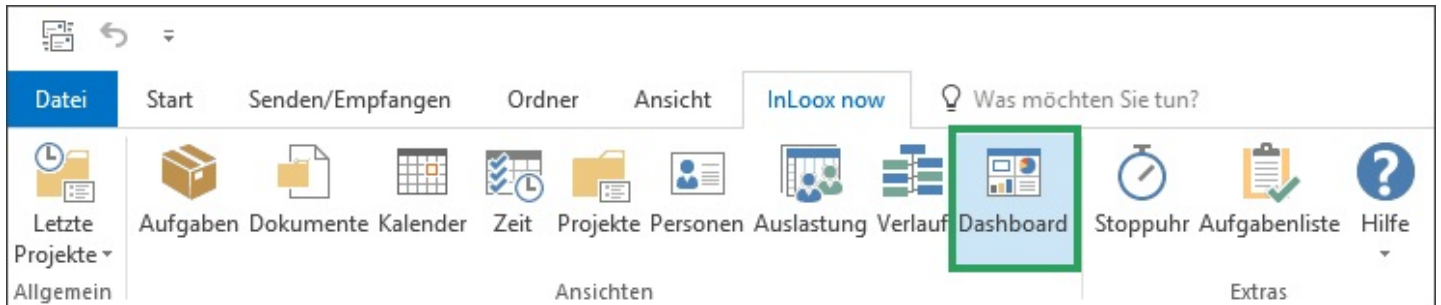 Datei Start Senden/Empfangen Ordner Ansicht InLoox now Was möchten Sie tun?
Letzte Aufgaben Dokumente Kalender Zeit Projekte Personen Auslastung Verlauf Dashboard Stoppuhr Aufgabenliste Hilfe
Projekte
Allgemein Ansichten Extras